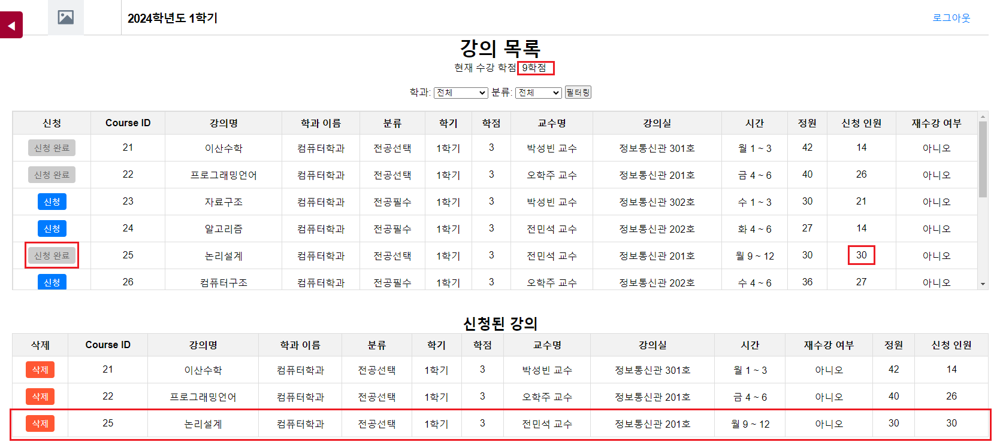 2024학년도 1학기 로그아웃
강의 목록
현재 수강 학점 9학점
학과: 전체 분류: 전체 필터링
신청 Course ID 강의명 학과 이름 분류 학기 학점 교수명 강의실 시간 정원 신청 인원 재수강 여부
신청 완료 21 이산수학 컴퓨터학과 전공선택 1학기 3 박성빈 교수 정보통신관 301호 월 1 ~ 3 42 14 아니오
신청 완료 22 프로그래밍언어 컴퓨터학과 전공선택 1학기 3 오학주 교수 정보통신관 201호 금 4 ~ 6 40 26 아니오
신청 23 자료구조 컴퓨터학과 전공필수 1학기 3 박성빈 교수 정보통신관 302호 수 1 ~ 3 30 21 아니오
신청 24 알고리즘 컴퓨터학과 전공필수 1학기 3 전민석 교수 정보통신관 202호 화 4 ~ 6 27 14 아니오
신청 완료 25 논리설계 컴퓨터학과 전공선택 1학기 3 전민석 교수 정보통신관 201호 월 9 ~ 12 30 30 아니오
신청 26 컴퓨터구조 컴퓨터학과 전공필수 1학기 3 오학주 교수 정보통신관 202호 수 4 ~ 6 36 27 아니오
신청된 강의
삭제 Course ID 강의명 학과 이름 분류 학기 학점 교수명 강의실 시간 재수강 여부 정원 신청 인원
삭제 21 이산수학 컴퓨터학과 전공선택 1학기 3 박성빈 교수 정보통신관 301호 월 1 ~ 3 아니오 42 14
삭제 22 프로그래밍언어 컴퓨터학과 전공선택 1학기 3 오학주 교수 정보통신관 201호 금 4 ~ 6 아니오 40 26
삭제 25 논리설계 컴퓨터학과 전공선택 1학기 3 전민석 교수 정보통신관 201호 월 9 ~ 12 아니오 30 30